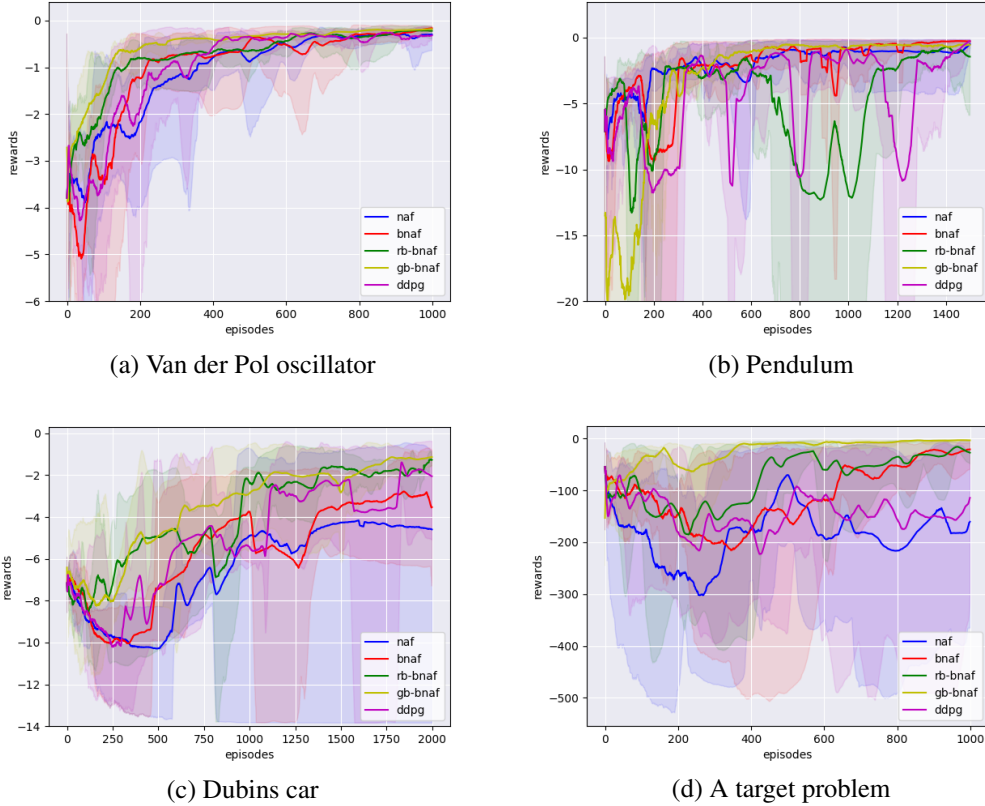 0
−1
−2
−3
−4
−5
−6
rewards
0 200 400 600 800 1000
episodes
naf
bnaf
rb-bnaf
gb-bnaf
ddpg
(a) Van der Pol oscillator
0
−5
−10
−15
−20
rewards
0 200 400 600 800 1000 1200 1400
episodes
naf
bnaf
rb-bnaf
gb-bnaf
ddpg
(b) Pendulum
0
−2
−4
−6
−8
−10
−12
−14
rewards
0 250 500 750 1000 1250 1500 1750 2000
episodes
naf
bnaf
rb-bnaf
gb-bnaf
ddpg
(c) Dubins car
0
−100
−200
−300
−400
−500
rewards
0 200 400 600 800 1000
episodes
naf
bnaf
rb-bnaf
gb-bnaf
ddpg
(d) A target problem